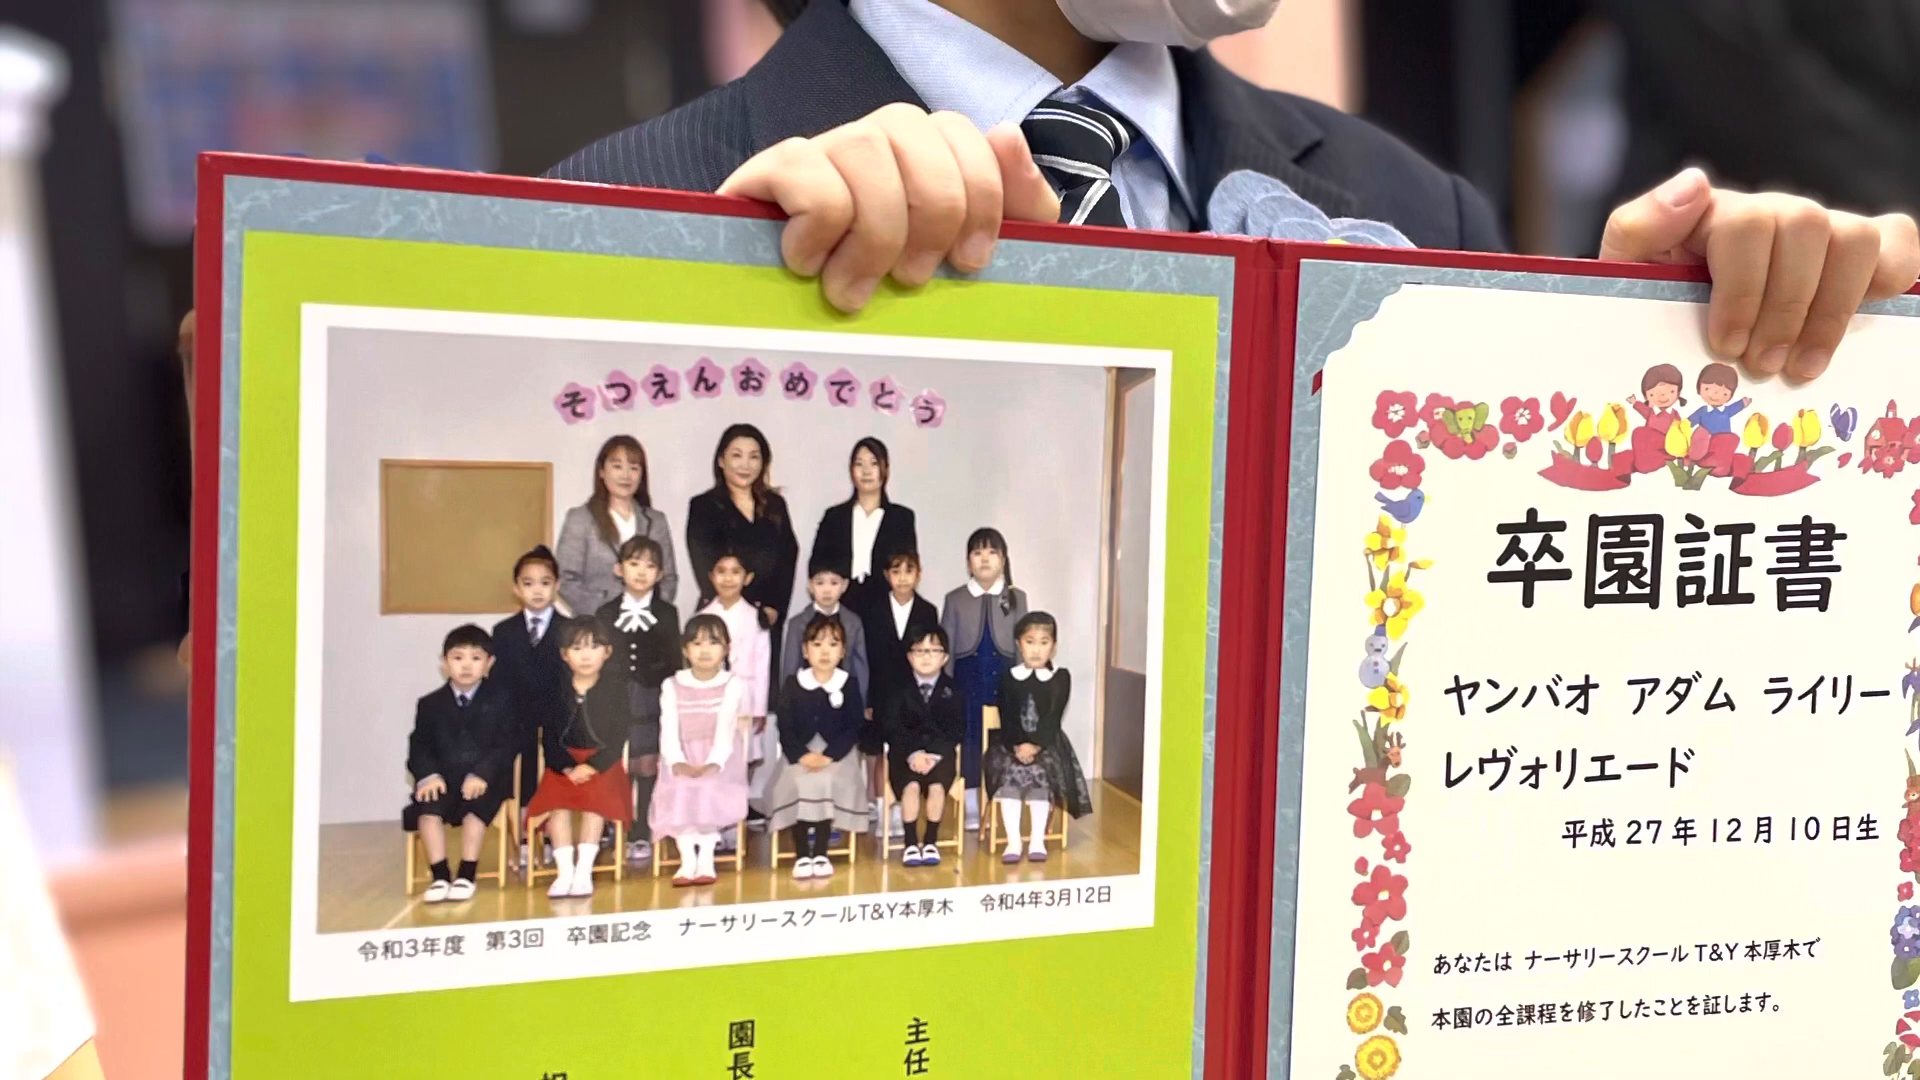 そつえんおめでとう
令和3年度 第3回 卒園記念 ナーサリースクールT&Y本厚木 令和4年3月12日
園長
主任
卒園証書
ヤンバオ アダム ライリー
レヴォリエード
平成27年12月10日生
あなたは ナーサリースクールT&Y本厚木で
本園の全課程を修了したことを証します。